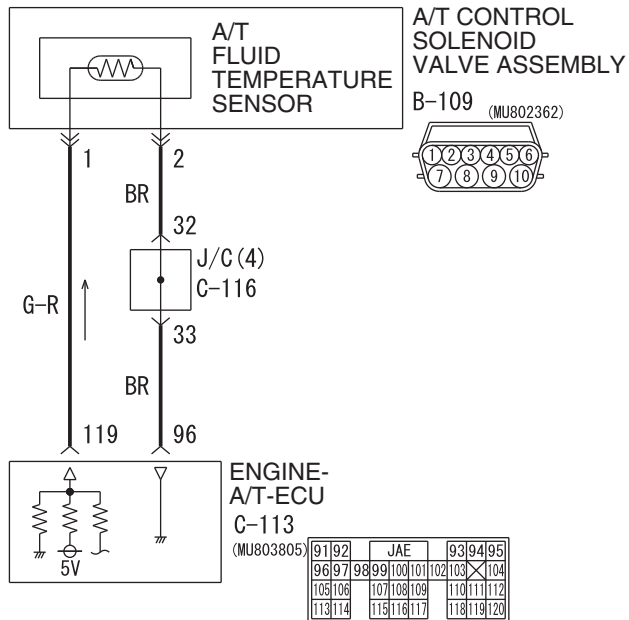 A/T
FLUID
TEMPERATURE
SENSOR
A/T CONTROL
SOLENOID
VALVE ASSEMBLY
B-109 (MU802362)
1 2 3 4 5 6
7 8 9 10
1 2
BR
32
J/C(4)
C-116
G-R
33
BR
119 96
5V
ENGINE-
A/T-ECU
C-113
(MU803805)
91 92 JAE 93 94 95
96 97 98 99 100 101 102 103 104
105 106 107 108 109 110 111 112
113 114 115 116 117 118 119 120